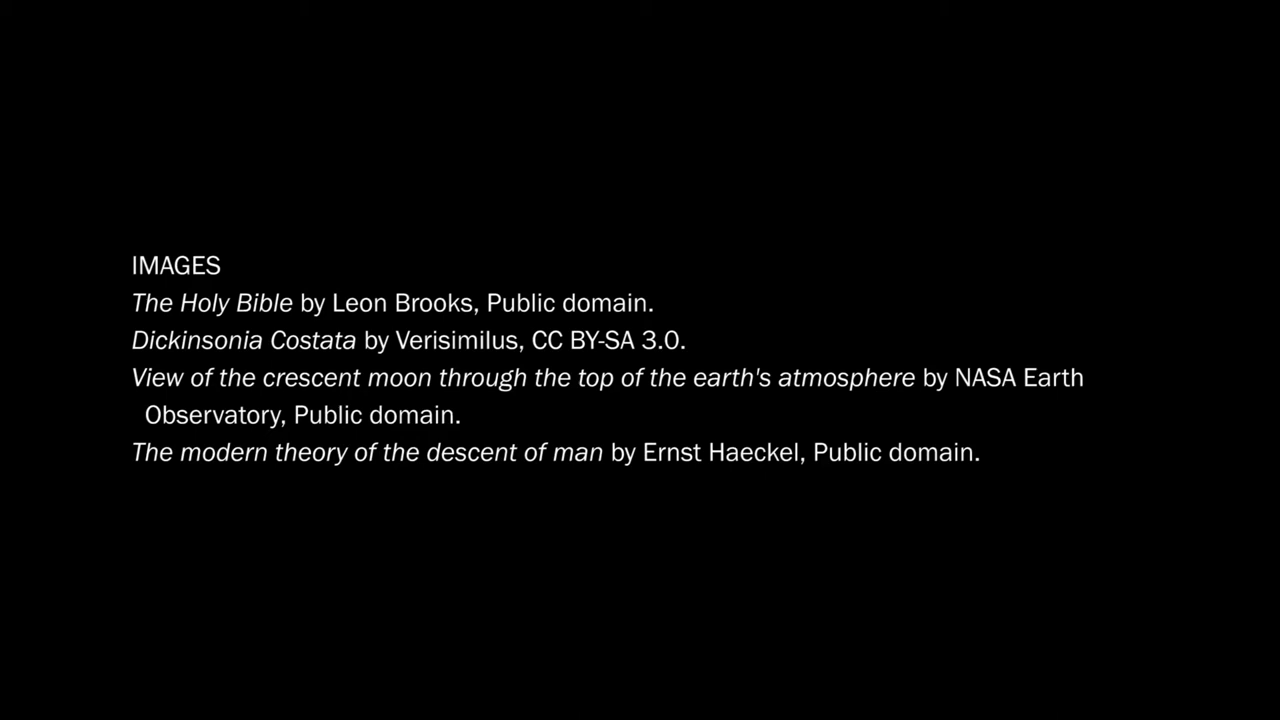 IMAGES
The Holy Bible by Leon Brooks, Public domain.
Dickinsonia Costata by Verisimilus, CC BY-SA 3.0.
View of the crescent moon through the top of the earth's atmosphere by NASA Earth
Observatory, Public domain.
The modern theory of the descent of man by Ernst Haeckel, Public domain.